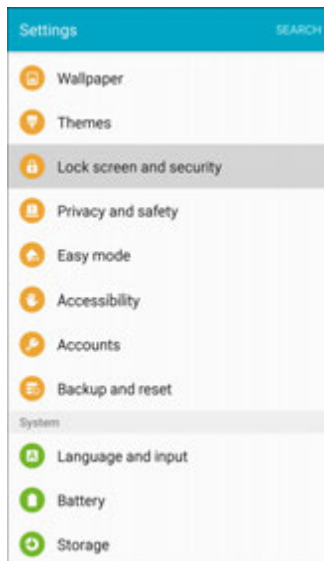 Settings SEARCH
Wallpaper
Themes
Lock screen and security
Privacy and safety
Easy mode
Accessibility
Accounts
Backup and reset
System
Language and input
Battery
Storage